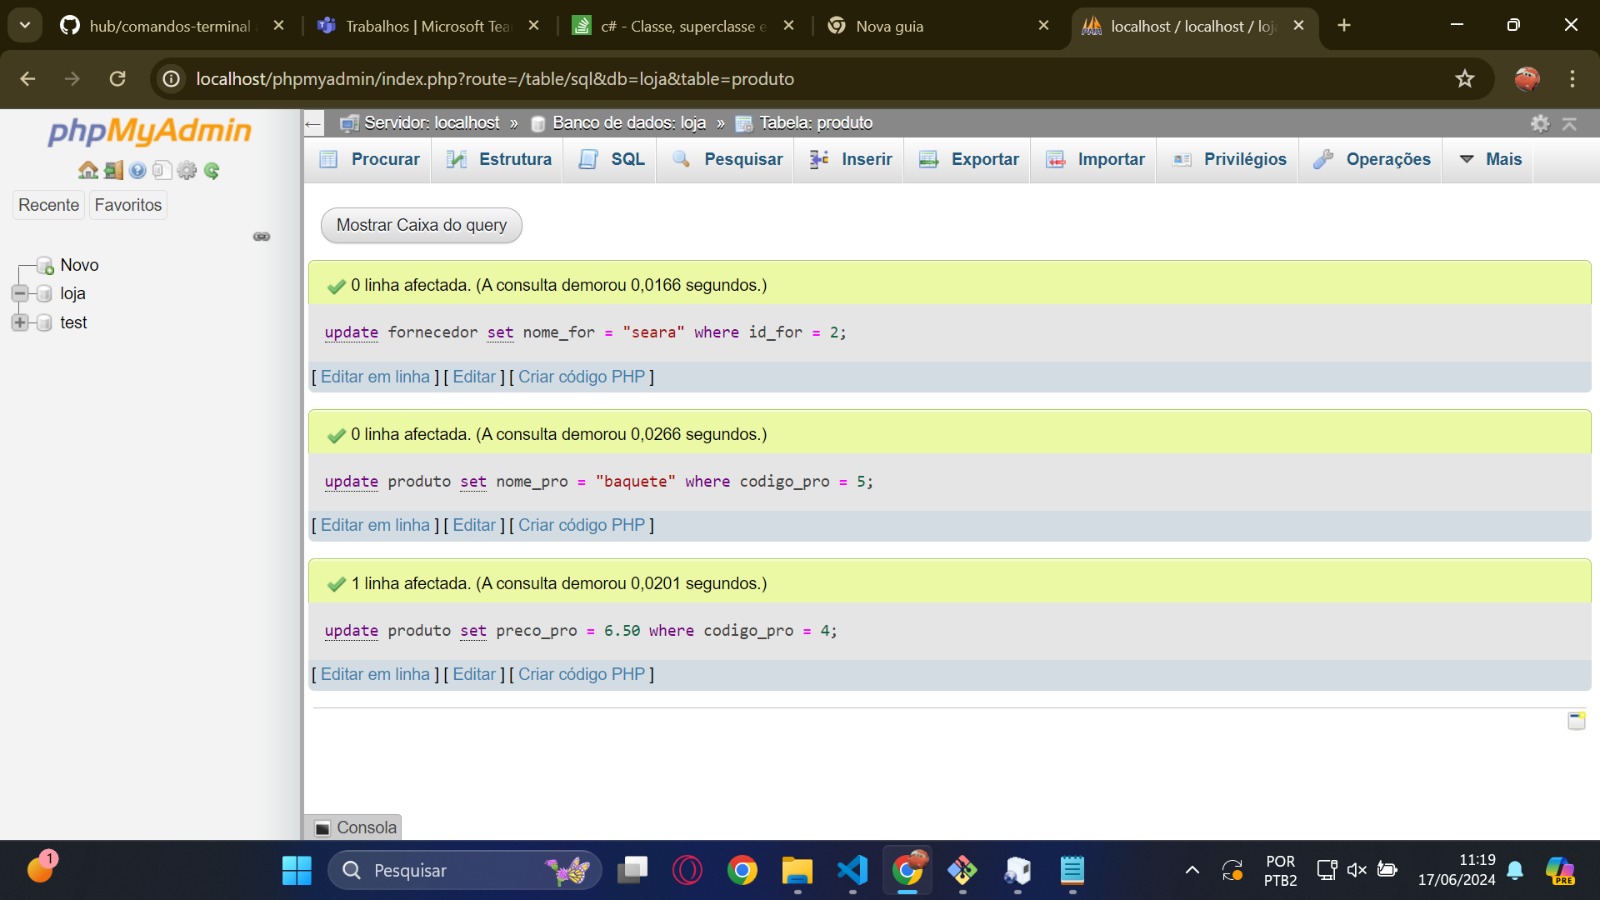 hub/comandos-terminal
Trabalhos | Microsoft Tea
c# - Classe, superclasse e
Nova guia
localhost / localhost / loj
localhost/phpmyadmin/index.php?route=/table/sql&db=loja&table=produto
phpMyAdmin
Recente Favoritos
Novo
loja
test
Servidor: localhost » Banco de dados: loja » Tabela: produto
Procurar Estrutura SQL Pesquisar Inserir Exportar Importar Privilégios Operações Mais
Mostrar Caixa do query
0 linha afectada. (A consulta demorou 0,0166 segundos.)
update fornecedor set nome_for = "seara" where id_for = 2;
[ Editar em linha ] [ Editar ] [ Criar código PHP ]
0 linha afectada. (A consulta demorou 0,0266 segundos.)
update produto set nome_pro = "baquete" where codigo_pro = 5;
[ Editar em linha ] [ Editar ] [ Criar código PHP ]
1 linha afectada. (A consulta demorou 0,0201 segundos.)
update produto set preco_pro = 6.50 where codigo_pro = 4;
[ Editar em linha ] [ Editar ] [ Criar código PHP ]
Consola
1
Pesquisar
POR
PTB2
11:19
17/06/2024
PRE